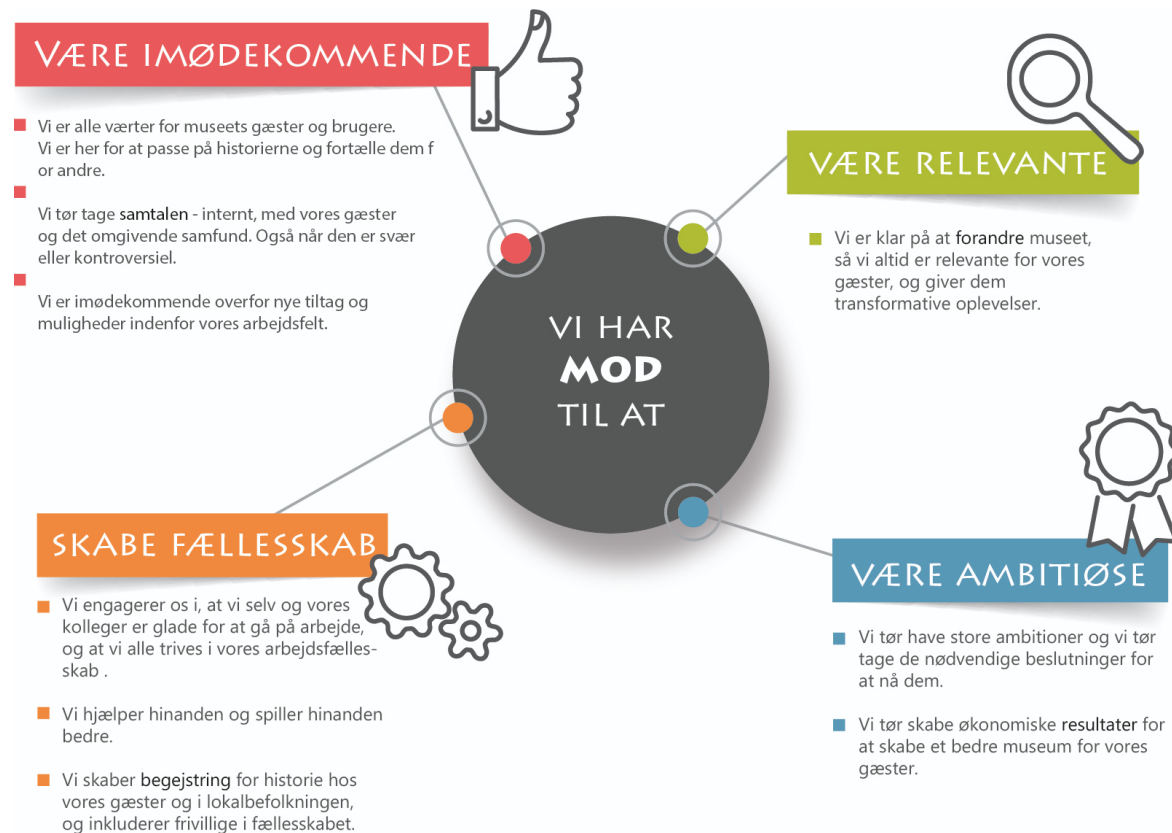 VÆRE IMØDEKOMMENDE
Vi er alle værter for museets gæster og brugere.
Vi er her for at passe på historierne og fortælle dem f
or andre.
Vi tør tage samtalen - internt, med vores gæster
og det omgivende samfund. Også når den er svær
eller kontroversiel.
Vi er imødekommende overfor nye tiltag og
muligheder indenfor vores arbejdsfelt.
VÆRE RELEVANTE
Vi er klar på at forandre museet,
så vi altid er relevante for vores
gæster, og giver dem
transformative oplevelser.
VI HAR
MOD
TIL AT
SKABE FÆLLESSKAB
Vi engagerer os i, at vi selv og vores
kolleger er glade for at gå på arbejde,
og at vi alle trives i vores arbejdsfælles-
skab .
Vi hjælper hinanden og spiller hinanden
bedre.
Vi skaber begejstring for historie hos
vores gæster og i lokalbefolkningen,
og inkluderer frivillige i fællesskabet.
VÆRE AMBITIØSE
Vi tør have store ambitioner og vi tør
tage de nødvendige beslutninger for
at nå dem.
Vi tør skabe økonomiske resultater for
at skabe et bedre museum for vores
gæster.